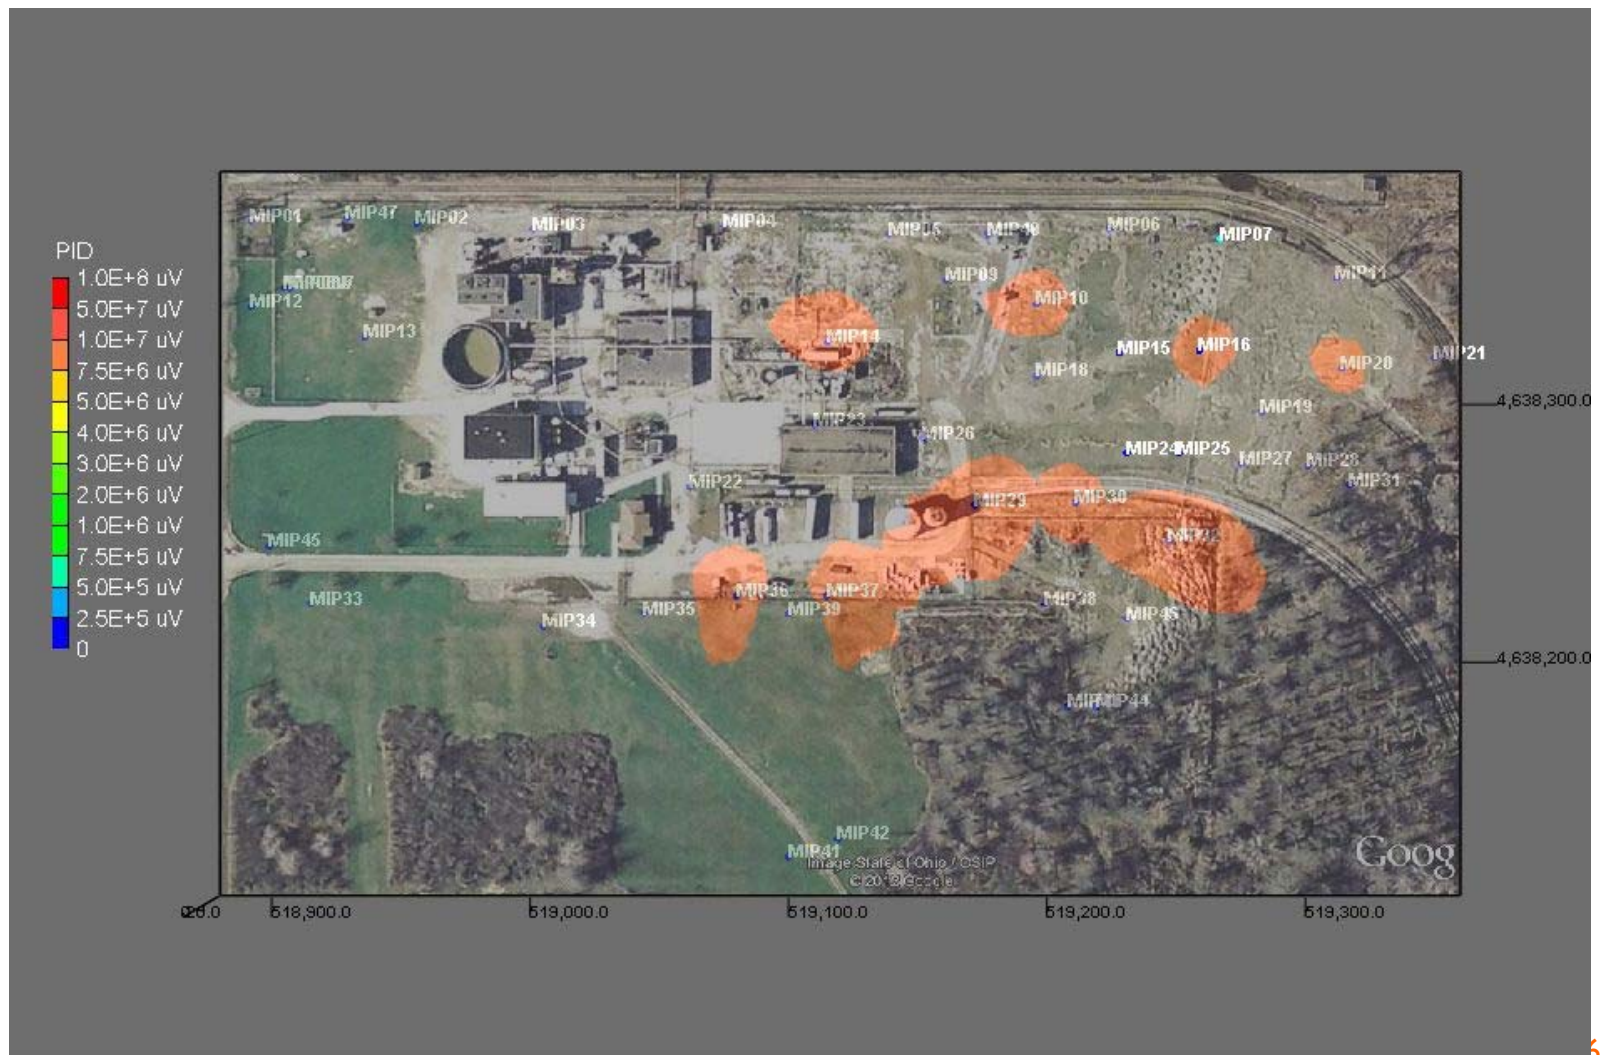 MIP01 MIP47 MIP02 MIP03 MIP04 MIP05 MIP06 MIP07
PID
1.0E+8 uV
5.0E+7 uV
1.0E+7 uV
7.5E+6 uV
5.0E+6 uV
4.0E+6 uV
3.0E+6 uV
2.0E+6 uV
1.0E+6 uV
7.5E+5 uV
5.0E+5 uV
2.5E+5 uV
0
MIP09 MIP11
MIP12 MIP10
MIP13 MIP14 MIP15 MIP16 MIP21
MIP18 MIP20
4,638,300.0
MIP23 MIP19
MIP26 MIP24 MIP25
MIP27 MIP28
MIP22 MIP31
MIP29 MIP30
MIP45 MIP32
MIP33 MIP36 MIP37 MIP38
MIP34 MIP35 MIP39
4,638,200.0
MIP44
MIP42
MIP41
Image State of Ohio / OSIP
Goog
518,900.0 519,000.0 519,100.0 519,200.0 519,300.0